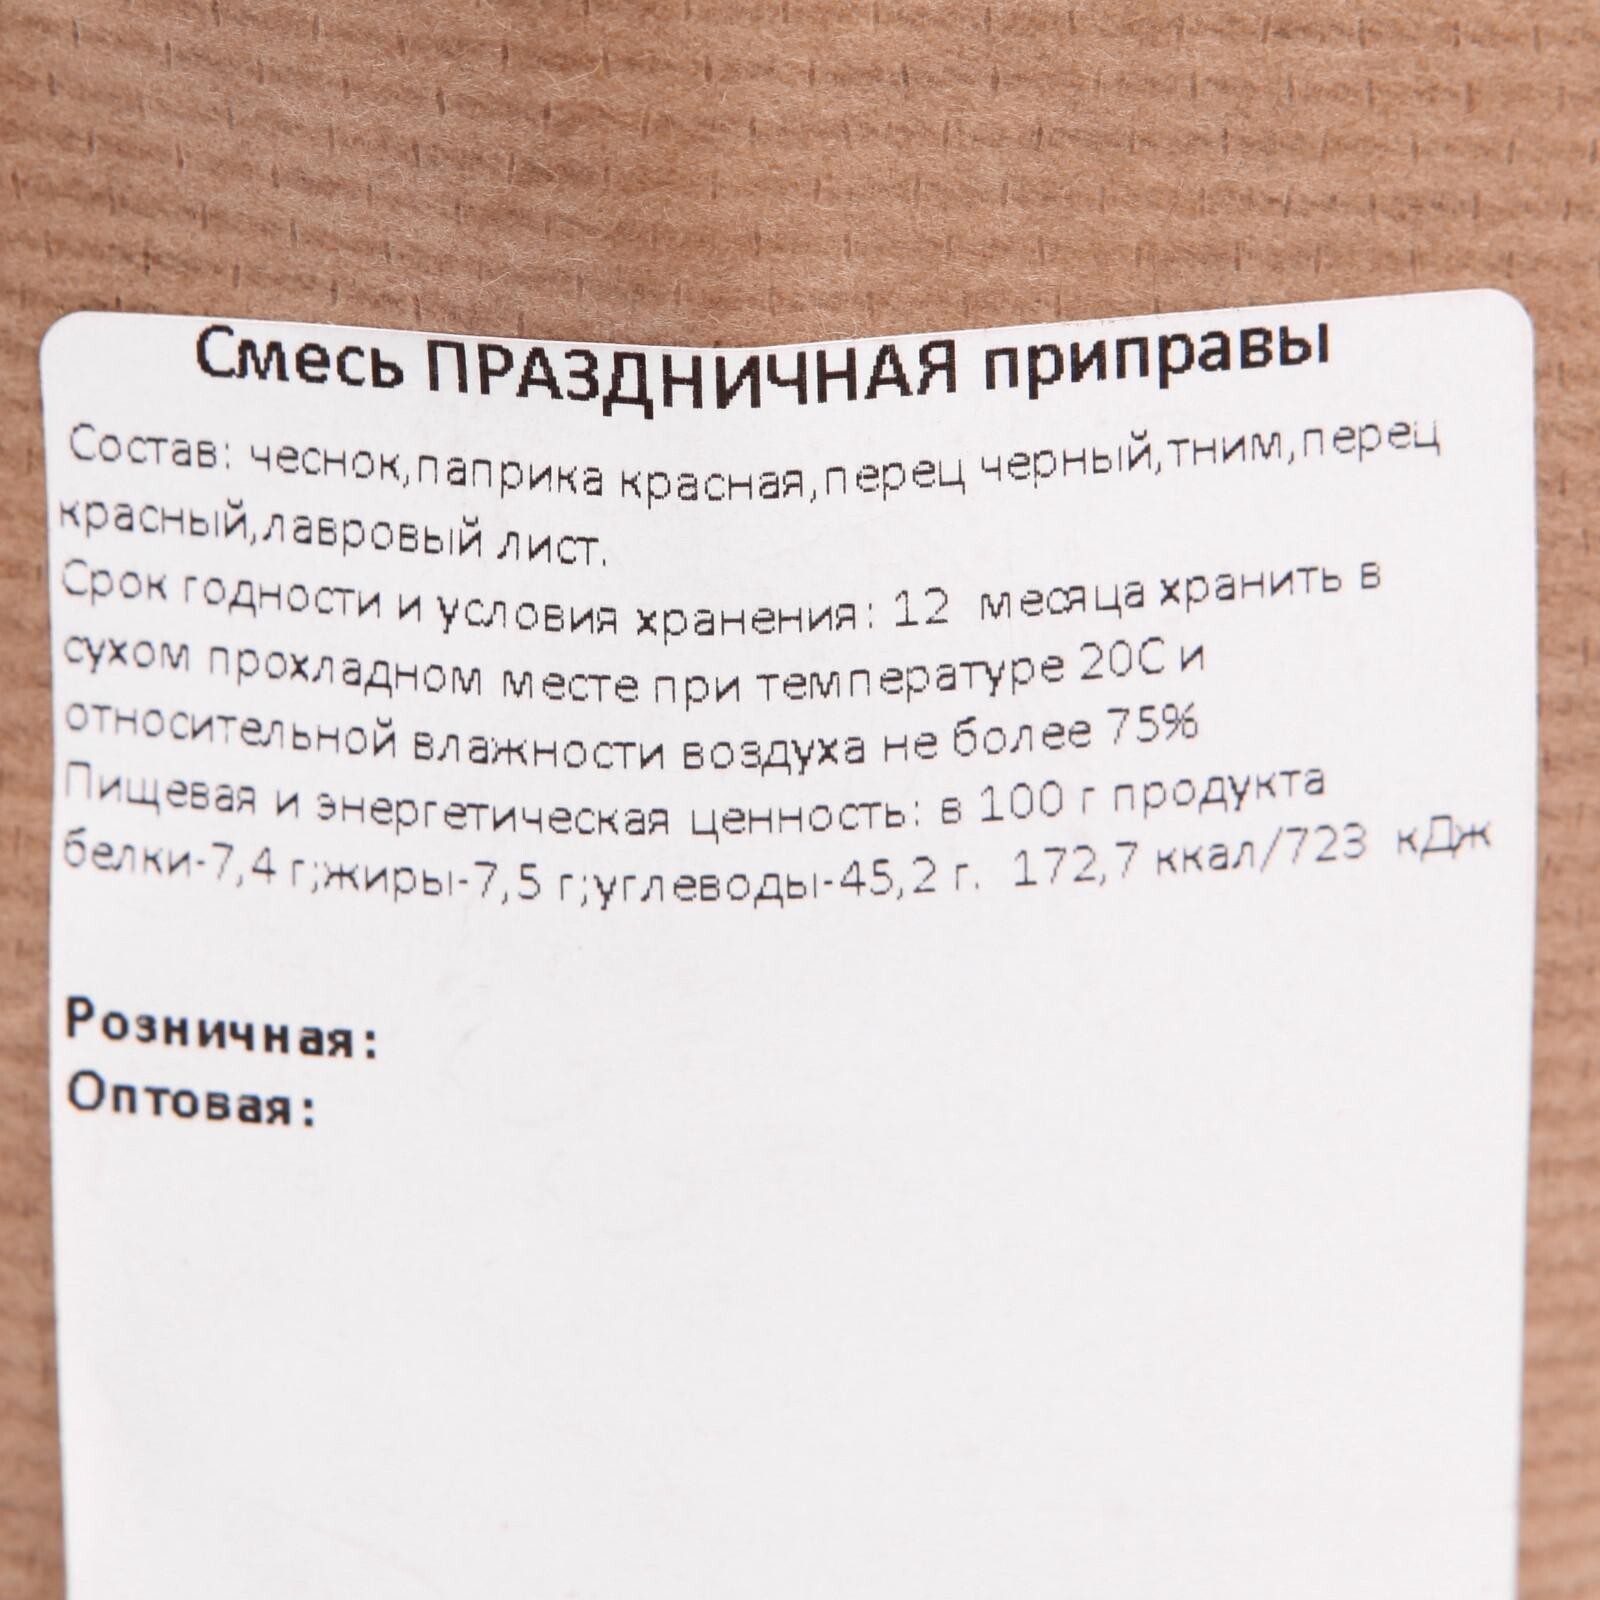 Смесь ПРАЗДНИЧНАЯ приправы
Состав: чеснок,паприка красная,перец черный,тним,перец
красный,лавровый лист.
Срок годности и условия хранения: 12 месяца хранить в
сухом прохладном месте при температуре 20С и
относительной влажности воздуха не более 75%
Пищевая и энергетическая ценность: в 100 г продукта
белки-7,4 г;жиры-7,5 г;углеводы-45,2 г. 172,7 ккал/723 кДж
Розничная:
Оптовая: